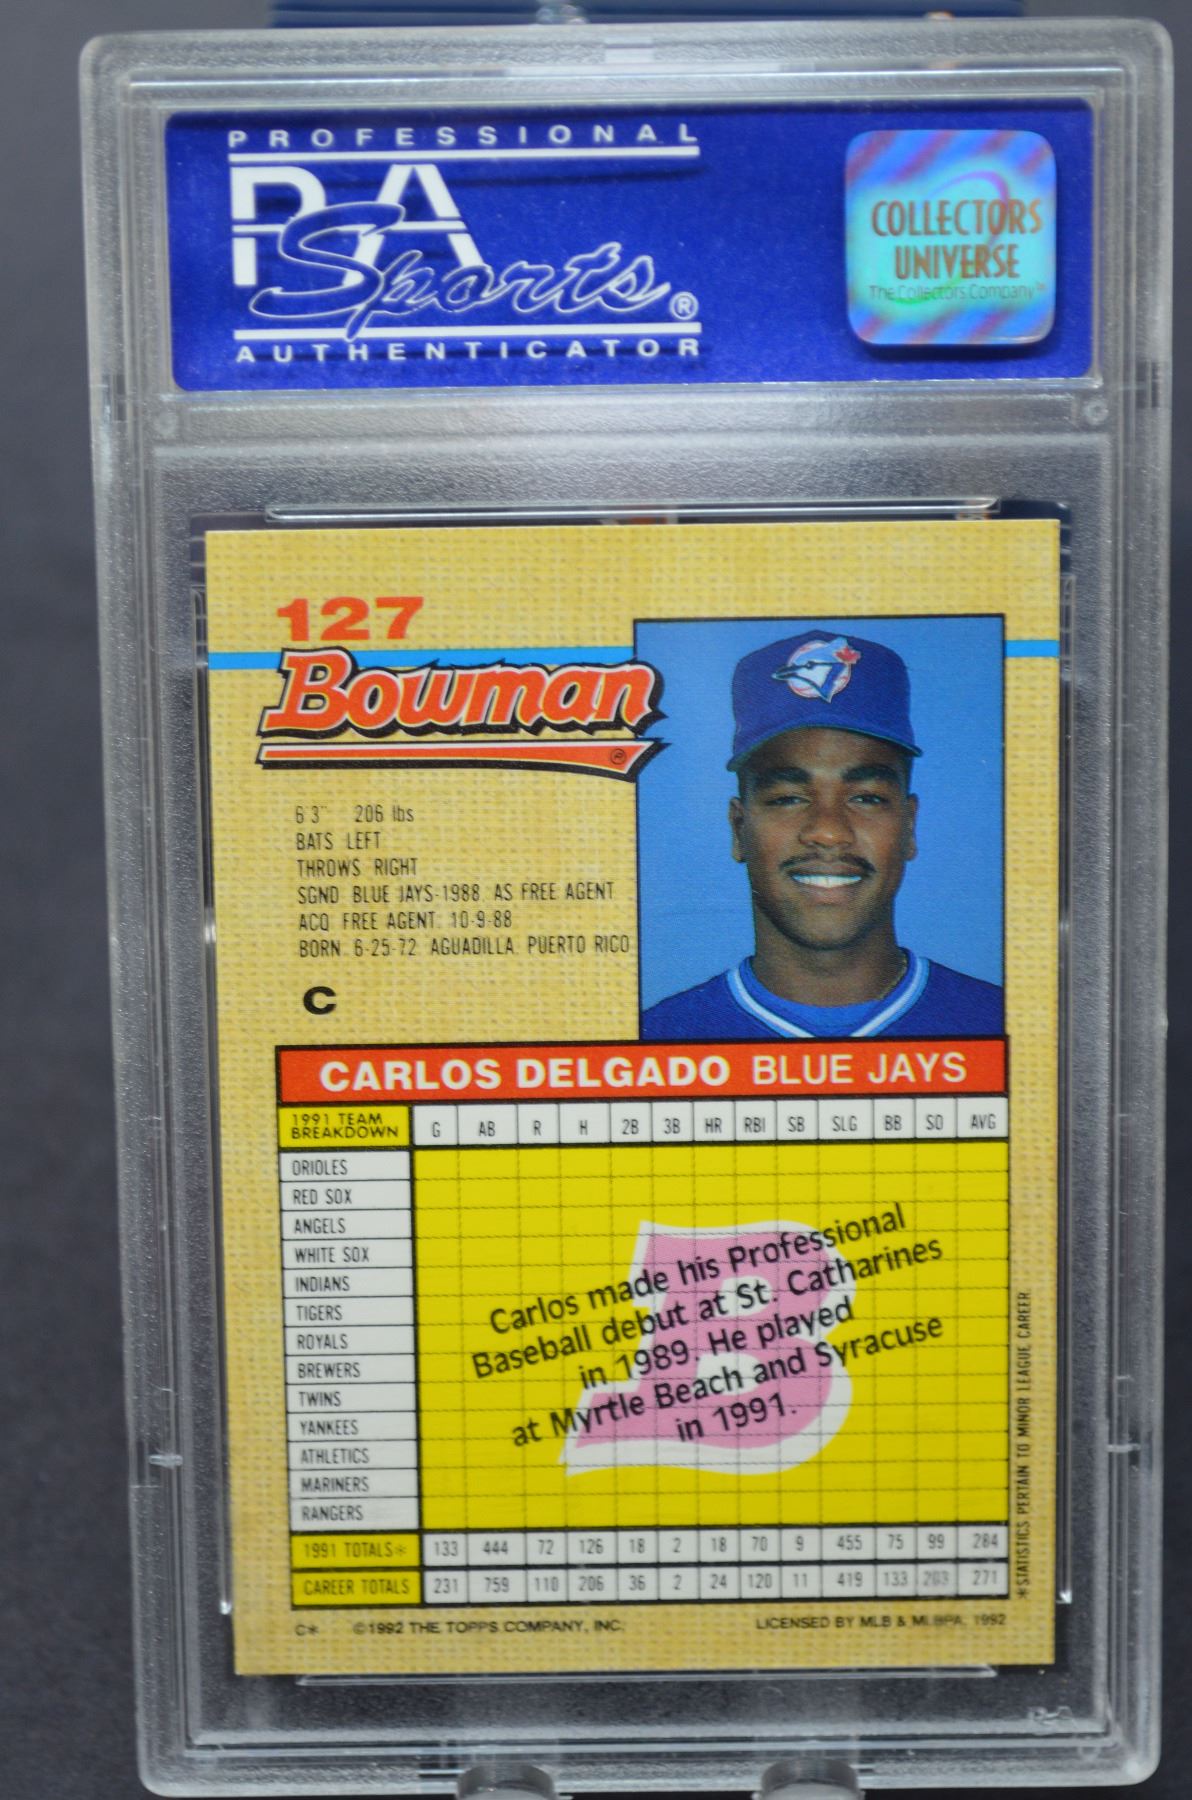 PROFESSIONAL
PSA
Sports®
AUTHENTICATOR
COLLECTORS
UNIVERSE
The Collectors Company™
127
Bowman®
6'3" 206 lbs
BATS LEFT
THROWS RIGHT
SGND BLUE JAYS-1988 AS FREE AGENT
ACQ FREE AGENT. 10-9-88
BORN 6-25-72 AGUADILLA, PUERTO RICO
C
CARLOS DELGADO BLUE JAYS
1991 TEAM
BREAKDOWN G AB R H 2B 3B HR RBI SB SLG BB SO AVG
ORIOLES
RED SOX
ANGELS
WHITE SOX
INDIANS
TIGERS
ROYALS
BREWERS
TWINS
YANKEES
ATHLETICS
MARINERS
RANGERS
B
Carlos made his Professional
Baseball debut at St. Catharines
in 1989. He played
at Myrtle Beach and Syracuse
in 1991.
1991 TOTALS* 133 444 72 126 18 2 18 70 9 455 75 99 284
CAREER TOTALS 231 759 110 206 36 2 24 120 11 419 133 203 271
*STATISTICS PERTAIN TO MINOR LEAGUE CAREER
C* ©1992 THE TOPPS COMPANY, INC. LICENSED BY MLB & MLBPA, 1992
PSA